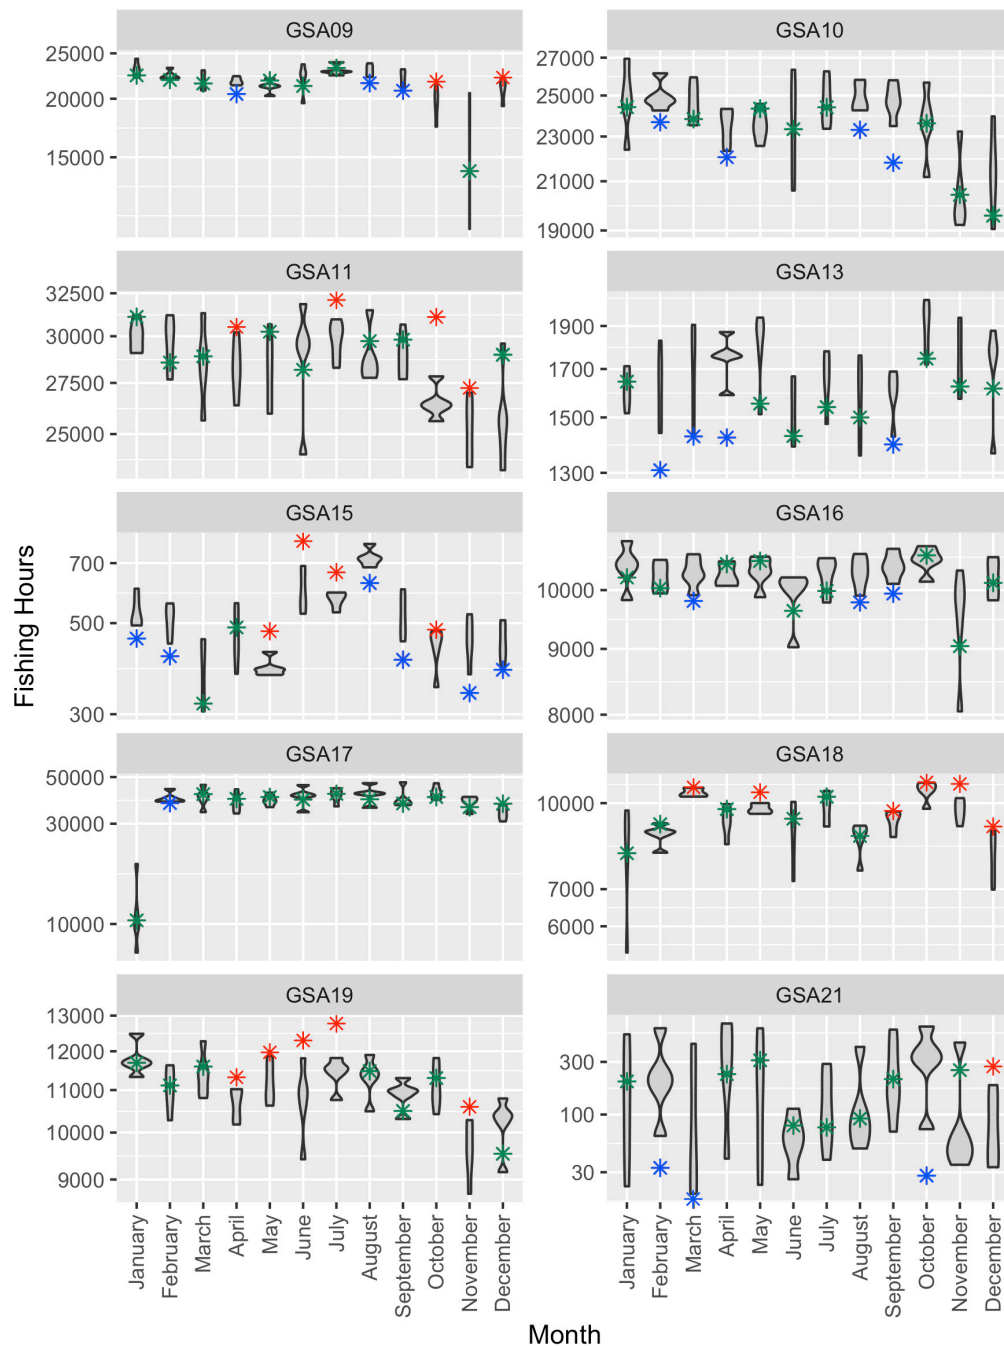 GSA09
GSA10
25000
20000
15000
27000
25000
23000
21000
19000
GSA11
GSA13
32500
30000
27500
25000
1900
1700
1500
1300
GSA15
GSA16
700
500
300
10000
9000
8000
GSA17
GSA18
50000
30000
10000
10000
7000
6000
GSA19
GSA21
13000
12000
11000
10000
9000
300
100
30
Fishing Hours
January
February
March
April
May
June
July
August
September
October
November
December
January
February
March
April
May
June
July
August
September
October
November
December
Month